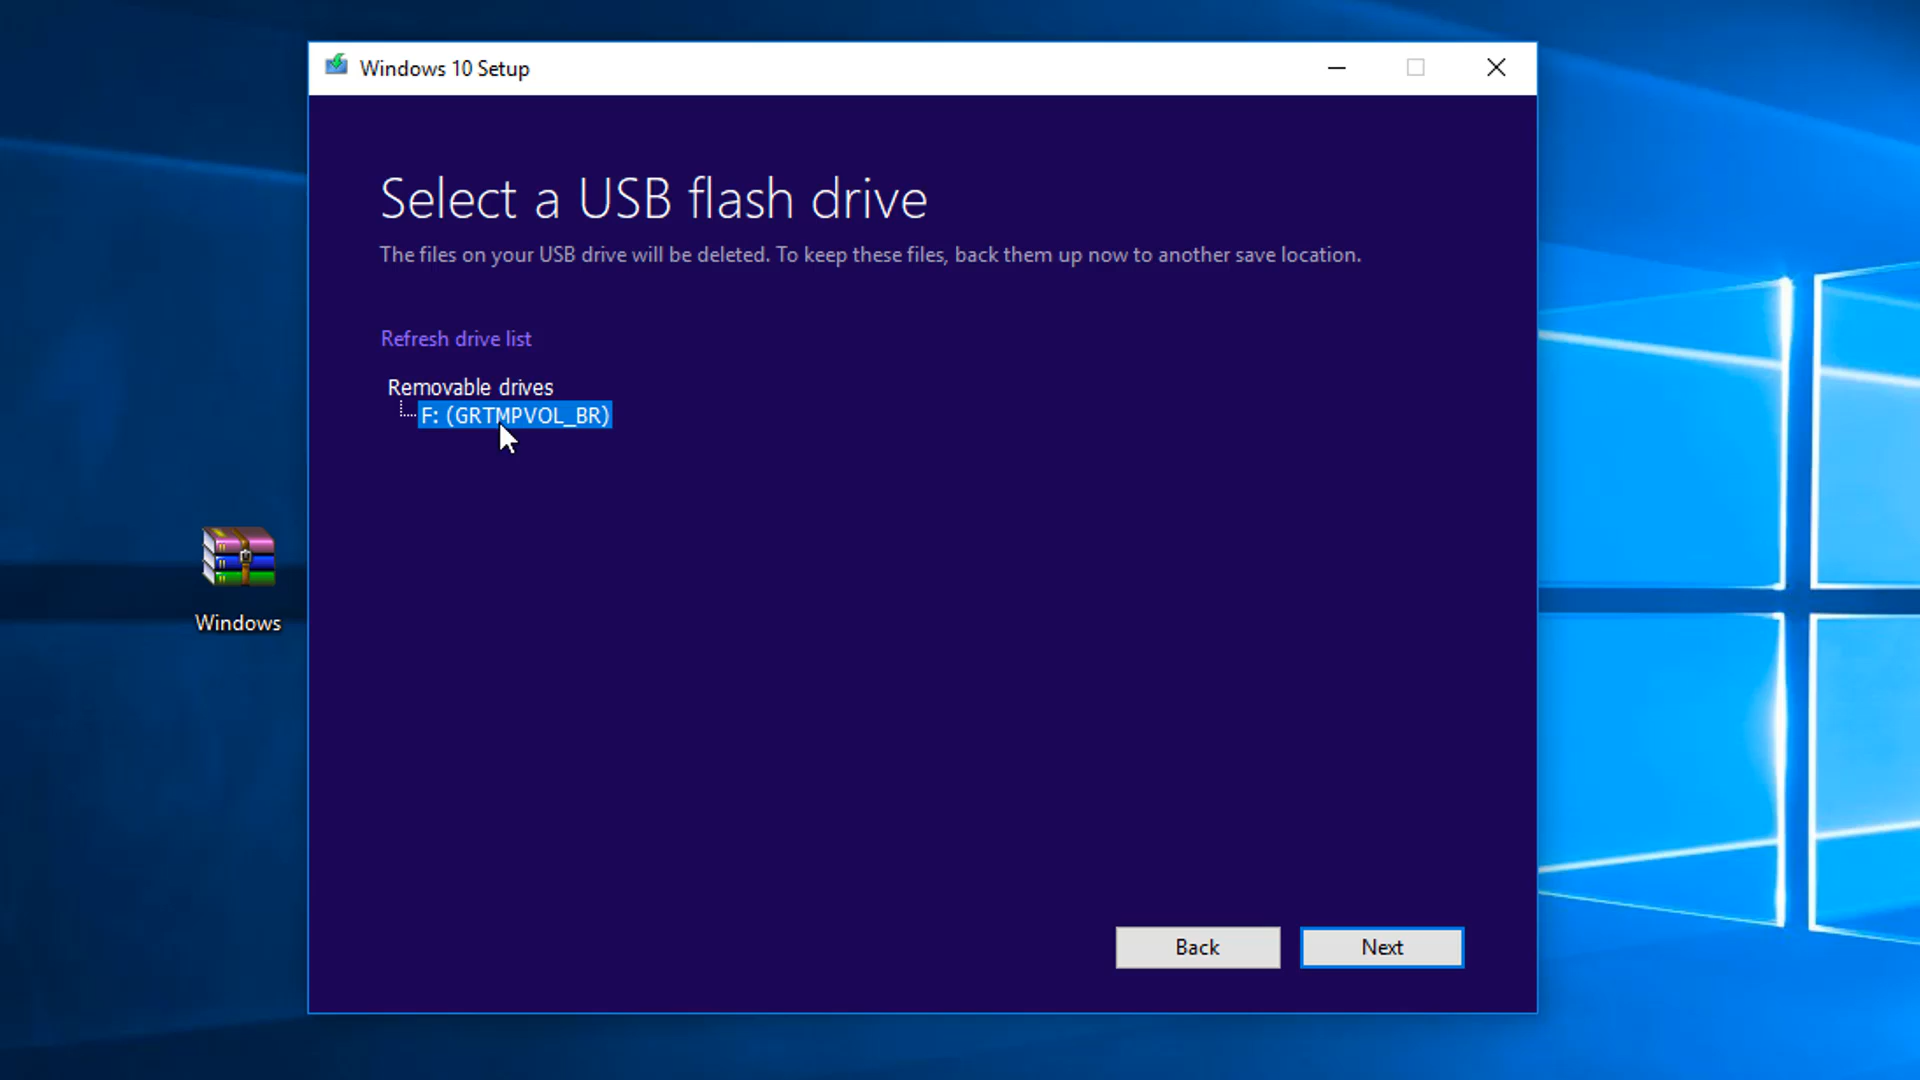 Windows 10 Setup
Select a USB flash drive
The files on your USB drive will be deleted. To keep these files, back them up now to another save location.
Refresh drive list
Removable drives
F: (GRTMPVOL_BR)
Windows
Back
Next